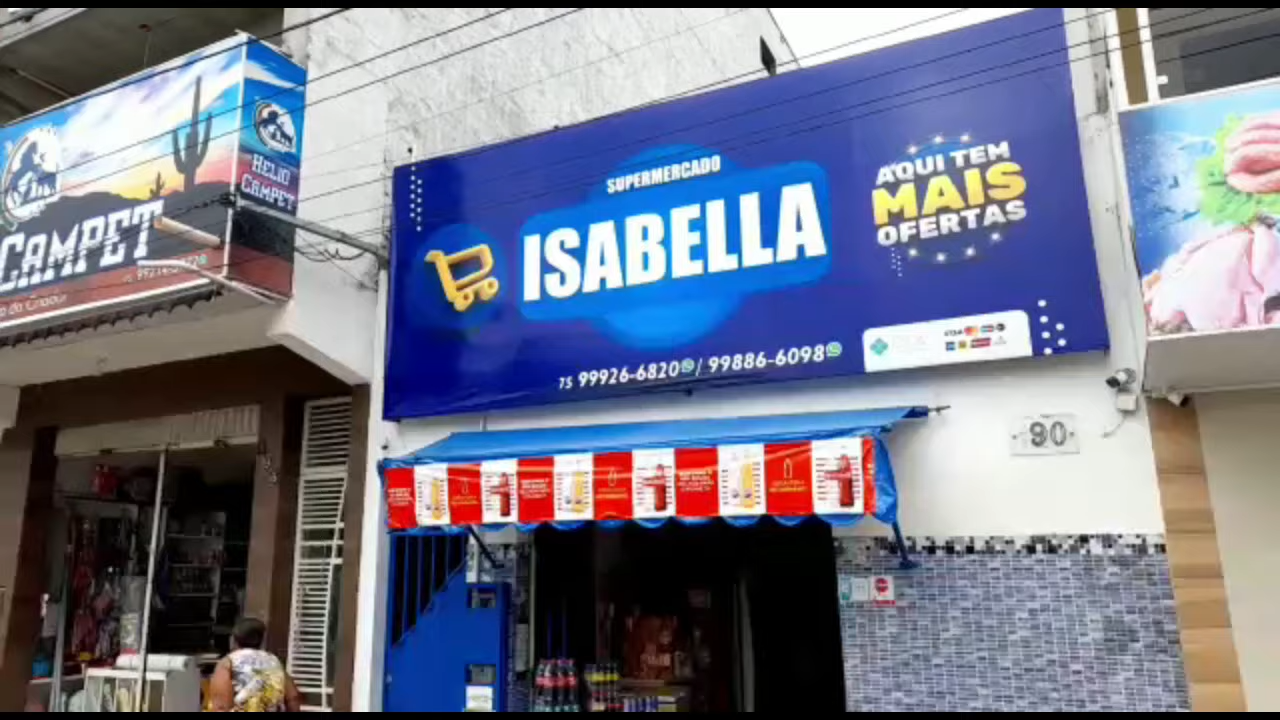 HELIO
CAMPET
CAMPET
SUPERMERCADO
ISABELLA
AQUI TEM
MAIS
OFERTAS
75 99926-6820 / 99886-6098
VISA
90